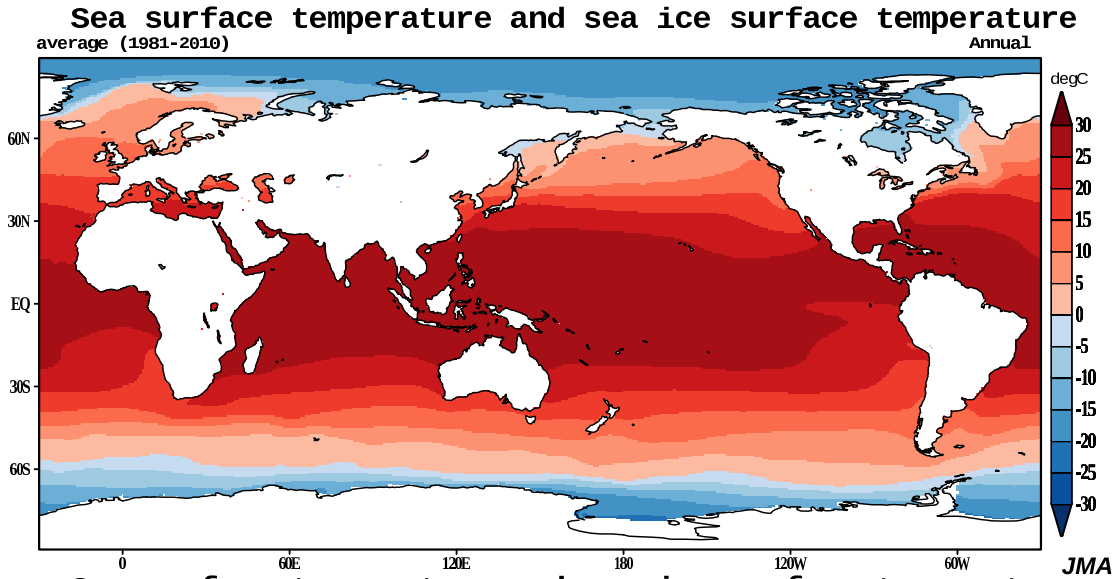 Sea surface temperature and sea ice surface temperature
average (1981-2010) Annual
degC
30
25
20
15
10
5
0
-5
-10
-15
-20
-25
-30
60N
30N
EQ
30S
60S
0 60E 120E 180 120W 60W
JMA